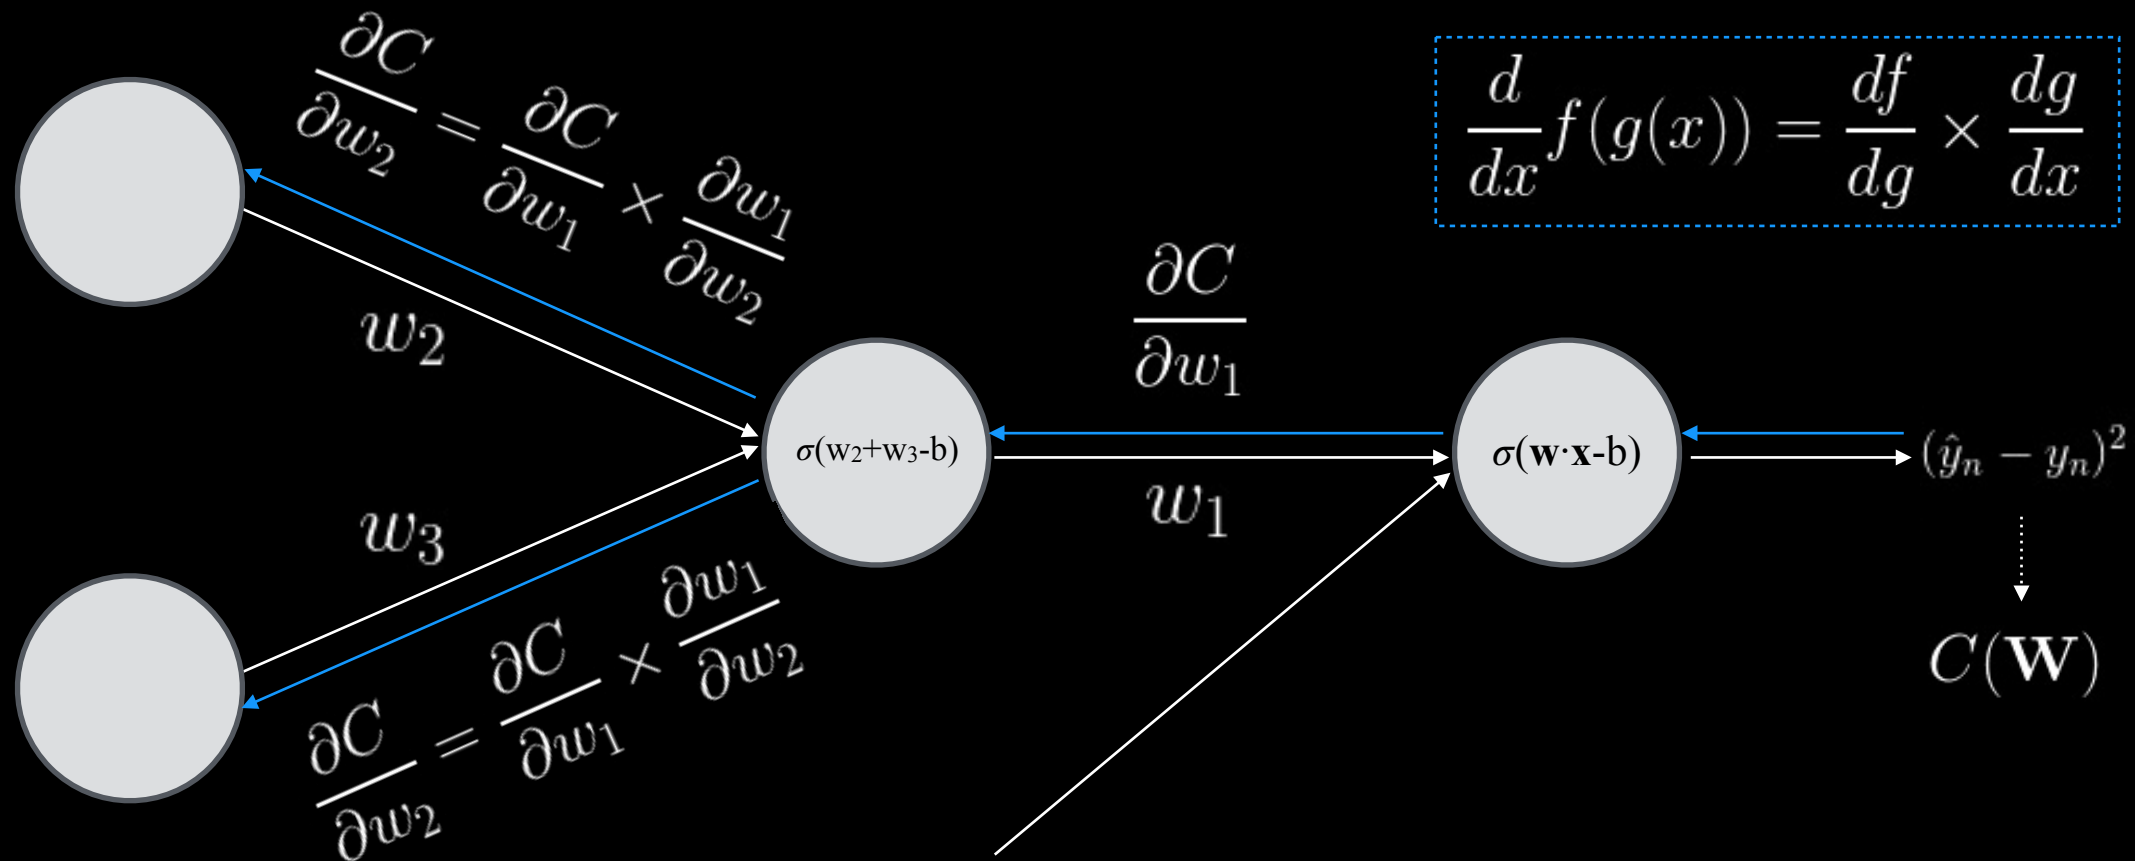 ∂C/∂w₂ = ∂C/∂w₁ × ∂w₁/∂w₂
d/dx f(g(x)) = df/dg × dg/dx
∂C/∂w₁
w₂
σ(w₂+w₃-b)
σ(𝐰·𝐱-b)
(ŷₙ − yₙ)²
w₁
w₃
C(𝐖)
∂C/∂w₂ = ∂C/∂w₁ × ∂w₁/∂w₂